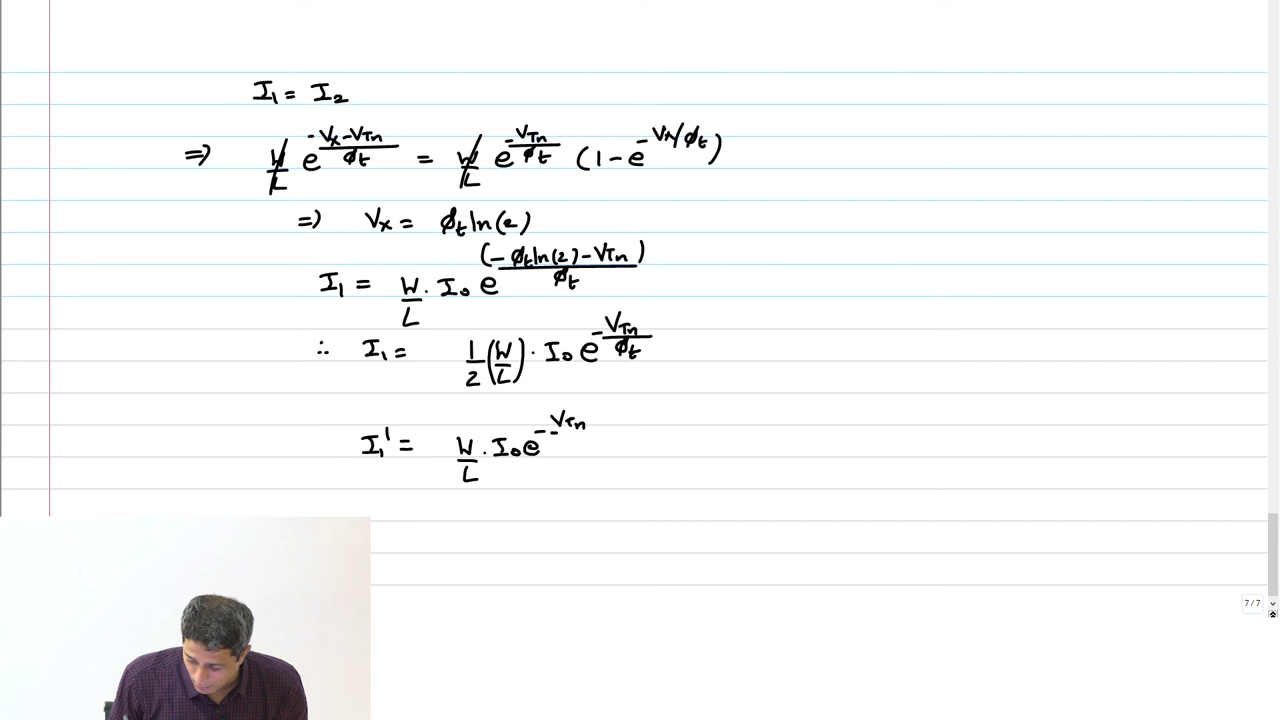 I₁ = I₂
⇒ W/L e^((-Vx-VTn)/ϕt) = W/L e^(-VTn/ϕt) (1 - e^(-Vx/ϕt))
⇒ Vx = ϕt ln(2)
I₁ = W/L · I₀ e^((-ϕt ln(2) - VTn)/ϕt)
∴ I₁ = 1/2 (W/L) · I₀ e^(-VTn/ϕt)
I₁' = W/L · I₀ e^(-VTn
7/7